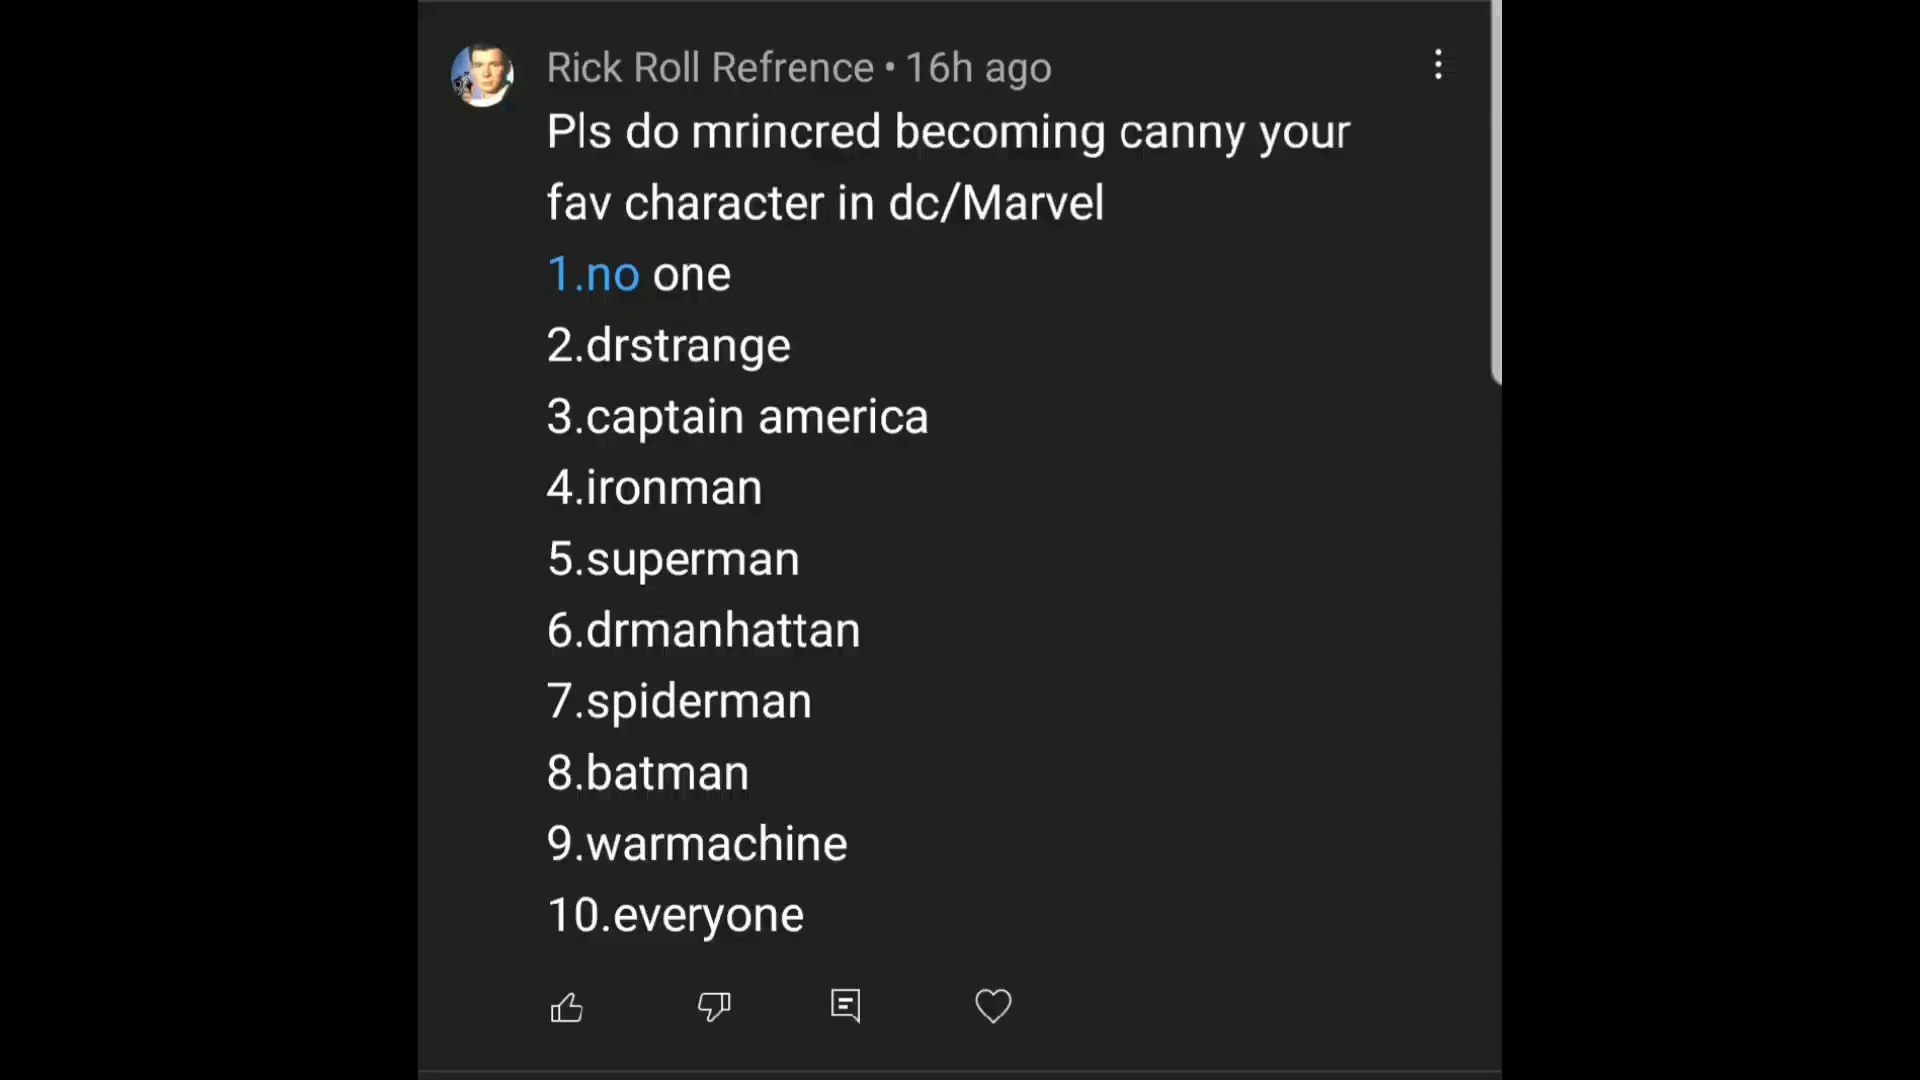 Rick Roll Refrence • 16h ago
Pls do mrincred becoming canny your
fav character in dc/Marvel
1.no one
2.drstrange
3.captain america
4.ironman
5.superman
6.drmanhattan
7.spiderman
8.batman
9.warmachine
10.everyone